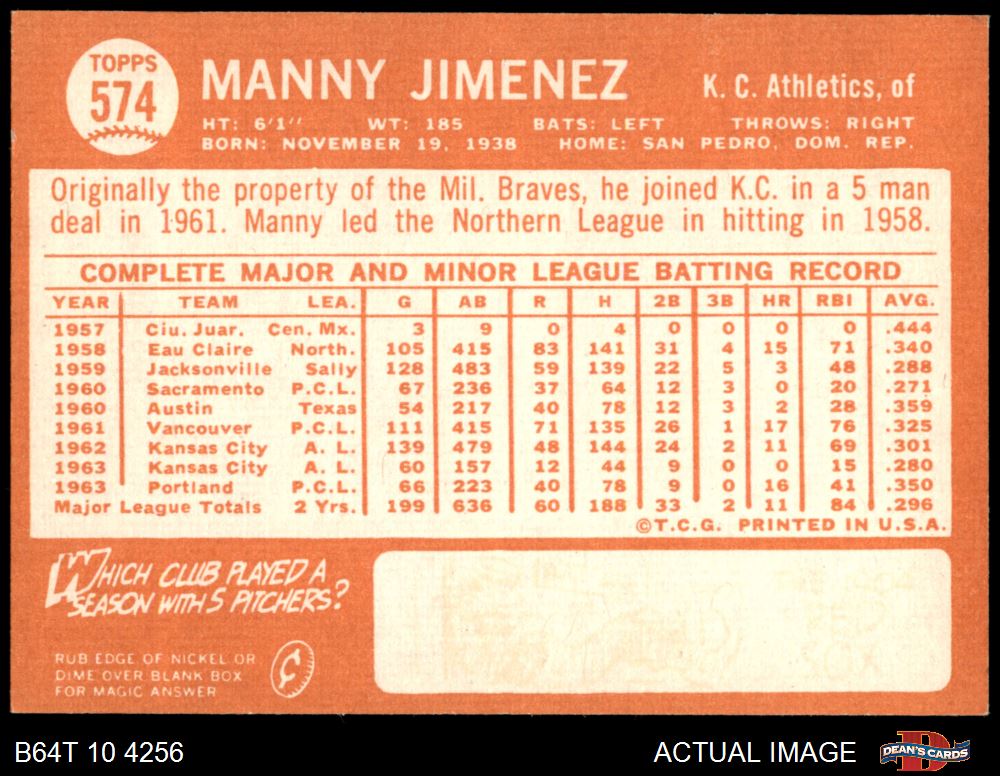 TOPPS
574
MANNY JIMENEZ K. C. Athletics, of
HT: 6'1" WT: 185 BATS: LEFT THROWS: RIGHT
BORN: NOVEMBER 19, 1938 HOME: SAN PEDRO, DOM. REP.
Originally the property of the Mil. Braves, he joined K.C. in a 5 man
deal in 1961. Manny led the Northern League in hitting in 1958.
COMPLETE MAJOR AND MINOR LEAGUE BATTING RECORD
YEAR TEAM LEA. G AB R H 2B 3B HR RBI AVG.
1957 Ciu. Juar. Cen. Mx. 3 9 0 4 0 0 0 0 .444
1958 Eau Claire North. 105 415 83 141 31 4 15 71 .340
1959 Jacksonville Sally 128 483 59 139 22 5 3 48 .288
1960 Sacramento P.C.L. 67 236 37 64 12 3 0 20 .271
1960 Austin Texas 54 217 40 78 12 3 2 28 .359
1961 Vancouver P.C.L. 111 415 71 135 26 1 17 76 .325
1962 Kansas City A. L. 139 479 48 144 24 2 11 69 .301
1963 Kansas City A. L. 60 157 12 44 9 0 0 15 .280
1963 Portland P.C.L. 66 223 40 78 9 0 16 41 .350
Major League Totals 2 Yrs. 199 636 60 188 33 2 11 84 .296
©T.C.G. PRINTED IN U.S.A.
WHICH CLUB PLAYED A
SEASON WITH 5 PITCHERS?
RUB EDGE OF NICKEL OR
DIME OVER BLANK BOX
FOR MAGIC ANSWER
¢
B64T 10 4256 ACTUAL IMAGE DEAN'S CARDS